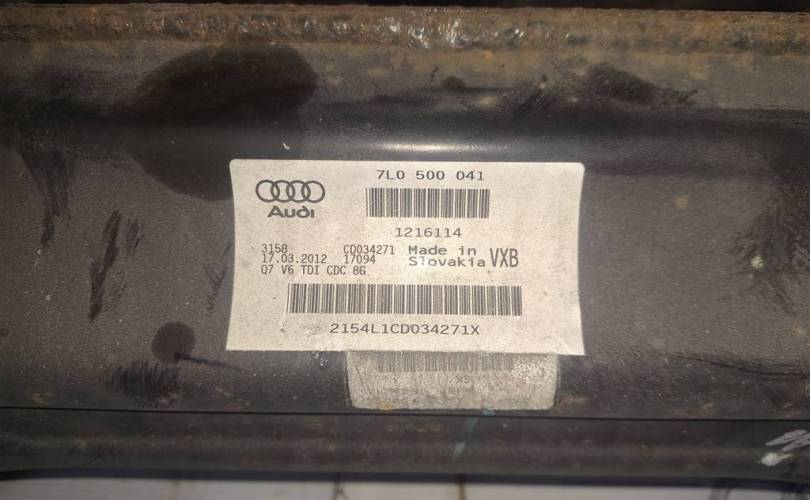 7L0 500 041
Audi
1216114
3158 CD034271 Made in
17.03.2012 17094 Slovakia VXB
Q7 V6 TDI CDC 8G
2154L1CD034271X